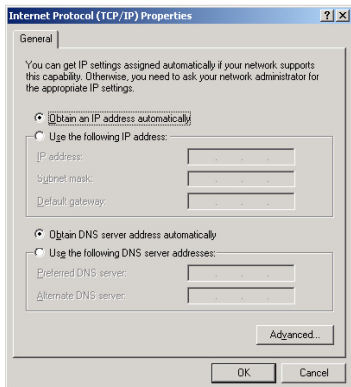 Internet Protocol (TCP/IP) Properties
General
You can get IP settings assigned automatically if your network supports
this capability. Otherwise, you need to ask your network administrator for
the appropriate IP settings.
Obtain an IP address automatically
Use the following IP address:
IP address:
Subnet mask:
Default gateway:
Obtain DNS server address automatically
Use the following DNS server addresses:
Preferred DNS server:
Alternate DNS server:
Advanced...
OK Cancel